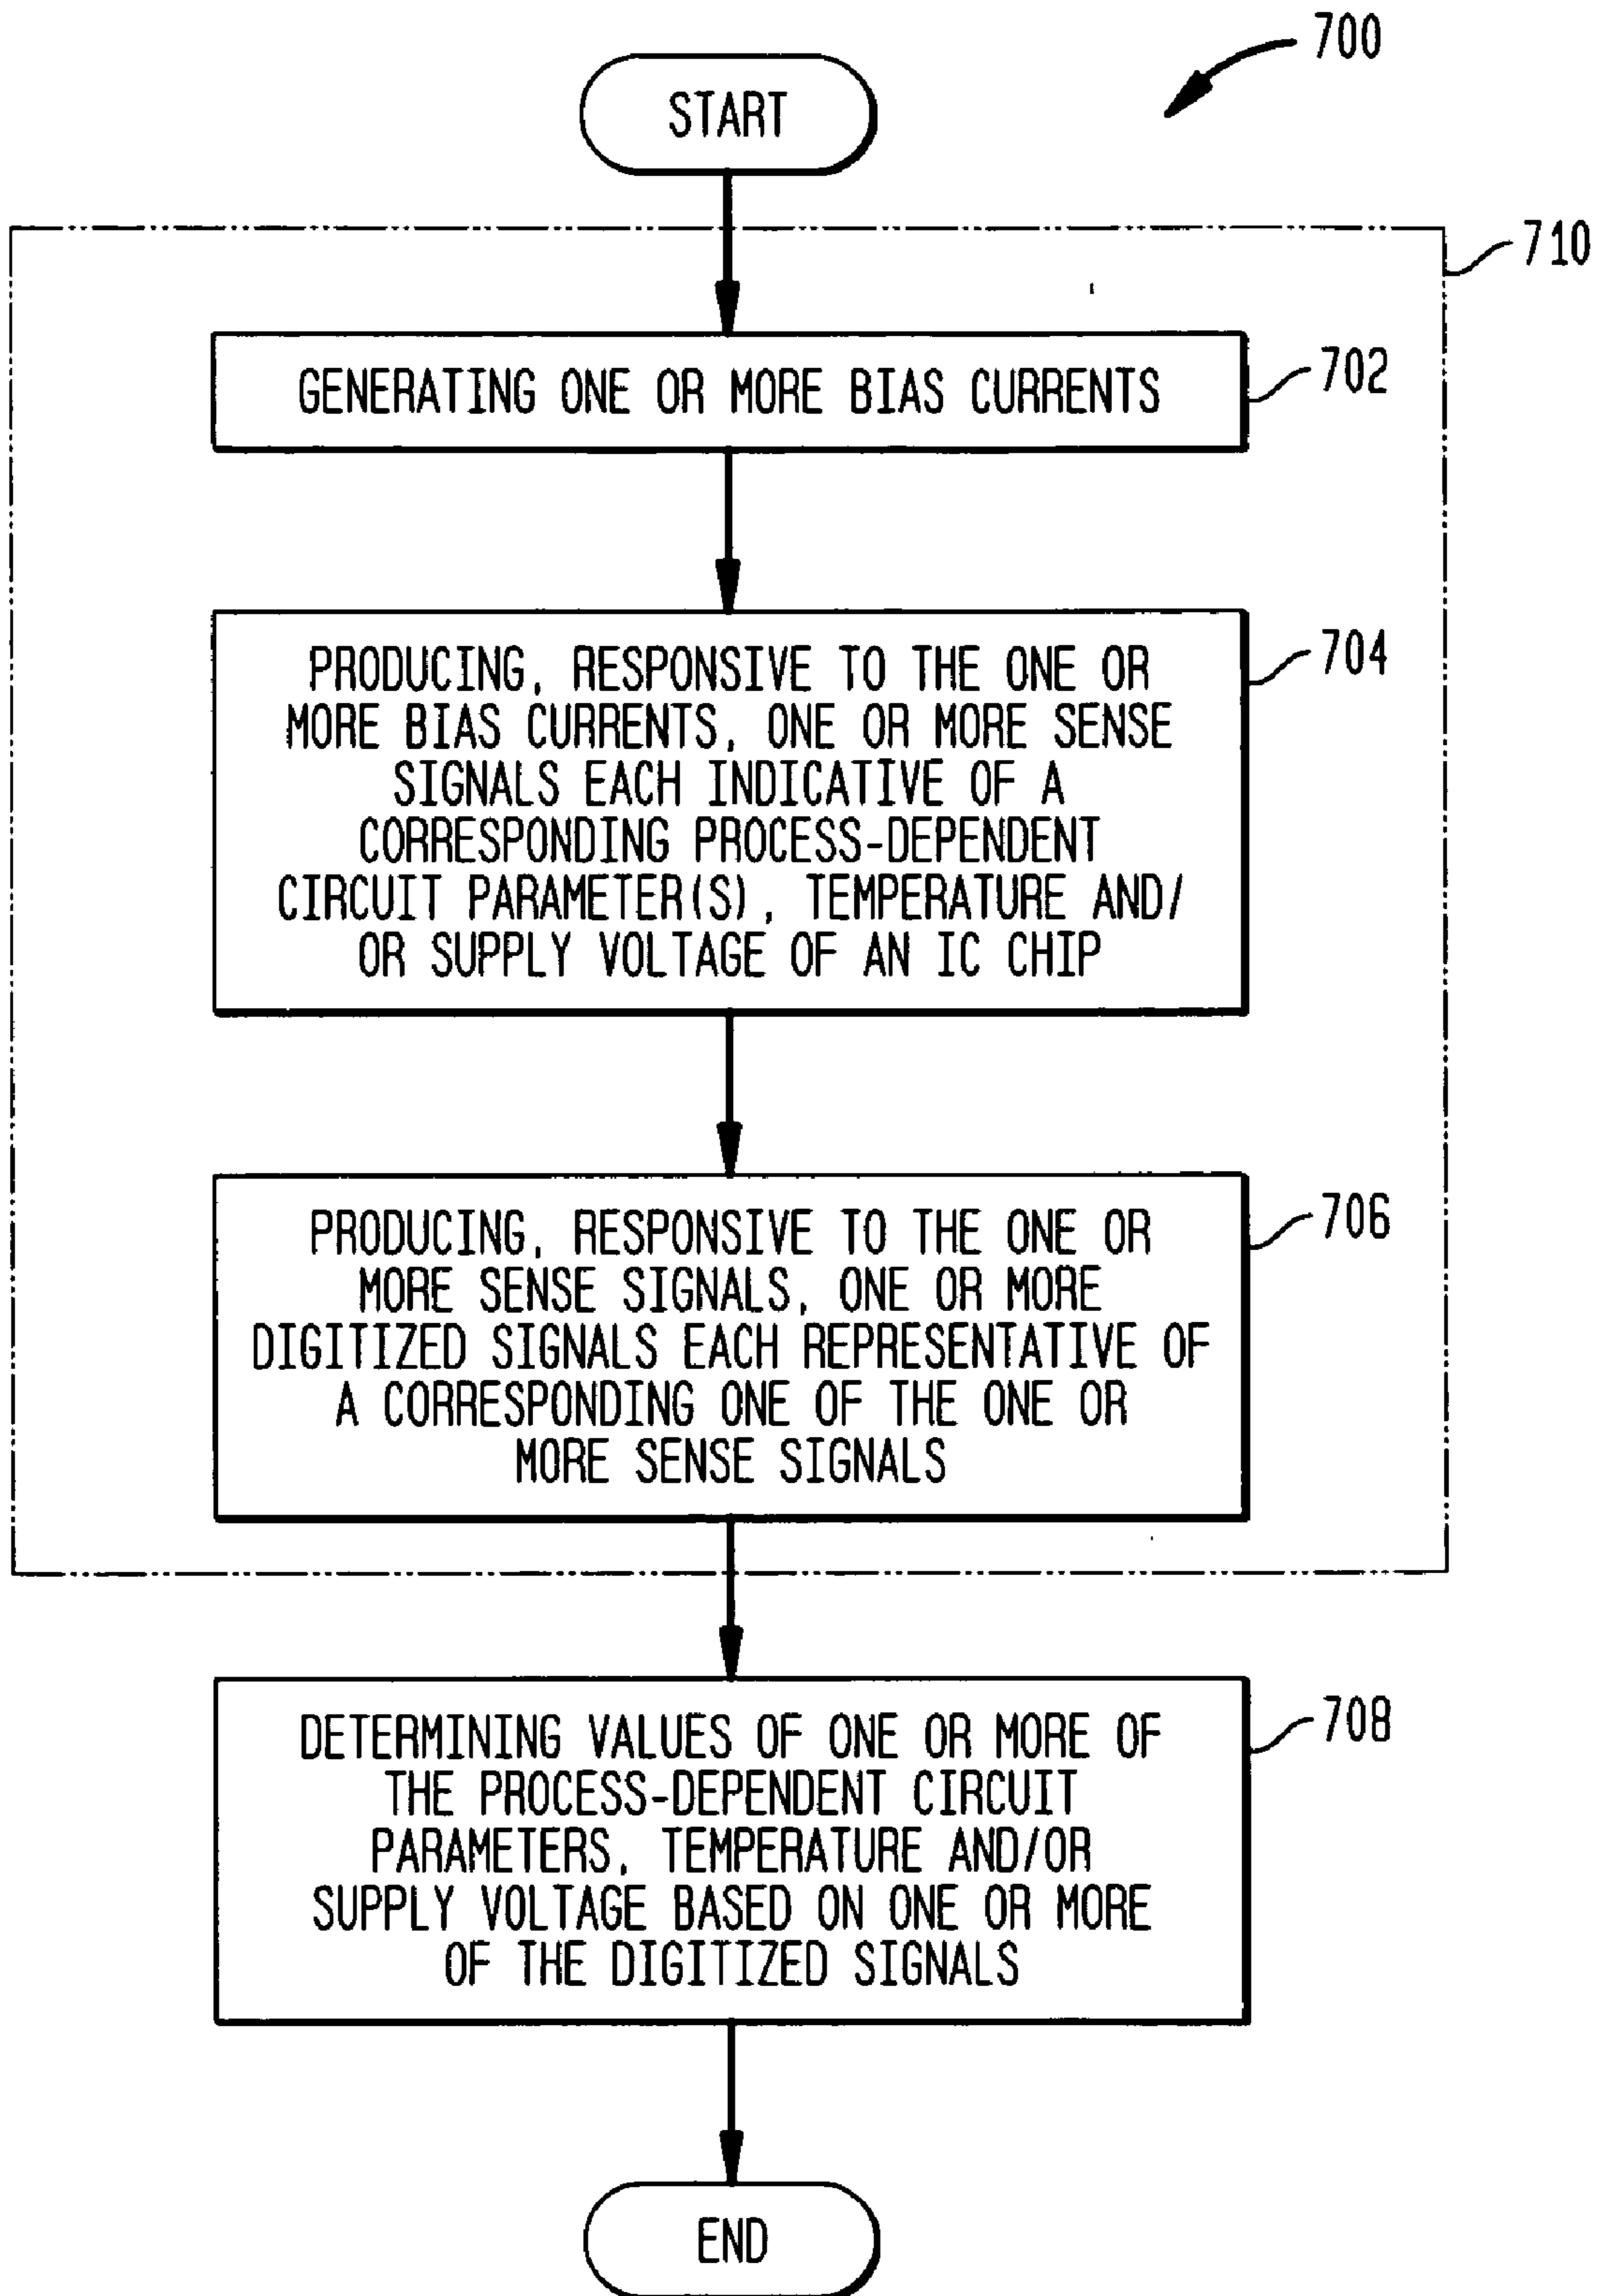 700
START
710
GENERATING ONE OR MORE BIAS CURRENTS
702
PRODUCING, RESPONSIVE TO THE ONE OR
MORE BIAS CURRENTS, ONE OR MORE SENSE
SIGNALS EACH INDICATIVE OF A
CORRESPONDING PROCESS-DEPENDENT
CIRCUIT PARAMETER(S), TEMPERATURE AND/
OR SUPPLY VOLTAGE OF AN IC CHIP
704
PRODUCING, RESPONSIVE TO THE ONE OR
MORE SENSE SIGNALS, ONE OR MORE
DIGITIZED SIGNALS EACH REPRESENTATIVE OF
A CORRESPONDING ONE OF THE ONE OR
MORE SENSE SIGNALS
706
DETERMINING VALUES OF ONE OR MORE OF
THE PROCESS-DEPENDENT CIRCUIT
PARAMETERS, TEMPERATURE AND/OR
SUPPLY VOLTAGE BASED ON ONE OR MORE
OF THE DIGITIZED SIGNALS
708
END